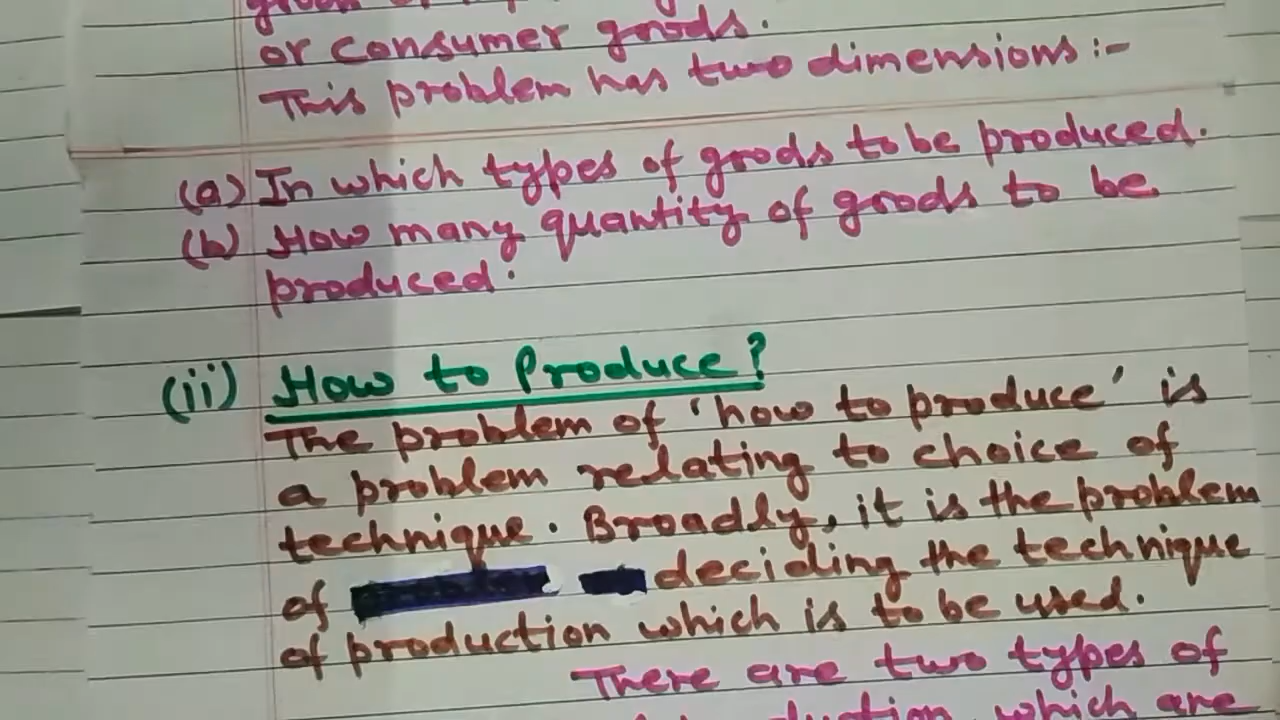 or consumer goods.
This problem has two dimensions:-
(a) In which types of goods to be produced.
(b) How many quantity of goods to be
produced.
(ii) How to Produce?
The problem of 'how to produce' is
a problem relating to choice of
technique. Broadly, it is the problem
of deciding the technique
of production which is to be used.
There are two types of
which are